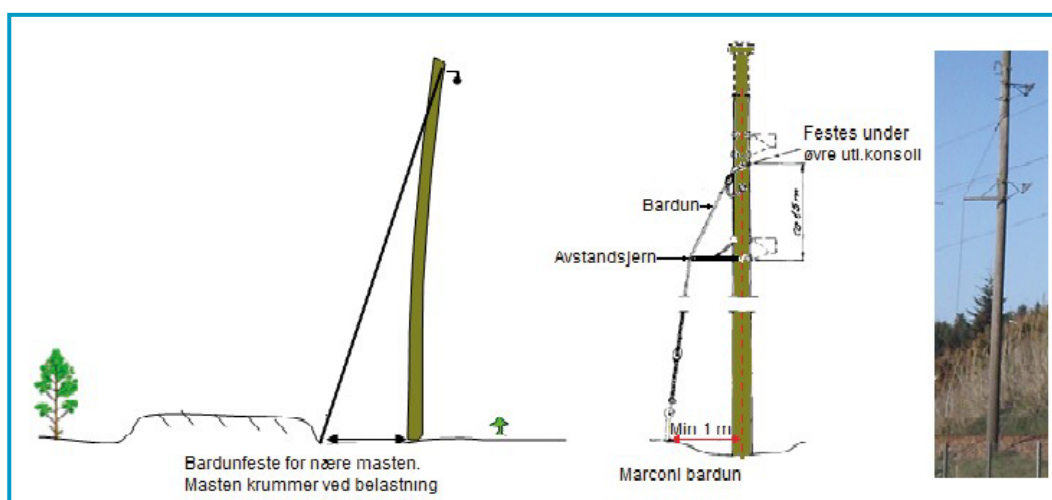 Bardunfeste for nære masten.
Masten krummer ved belastning
Festes under
øvre utl.konsoll
Bardun
Avstandsjern
Min 1 m
Marconi bardun